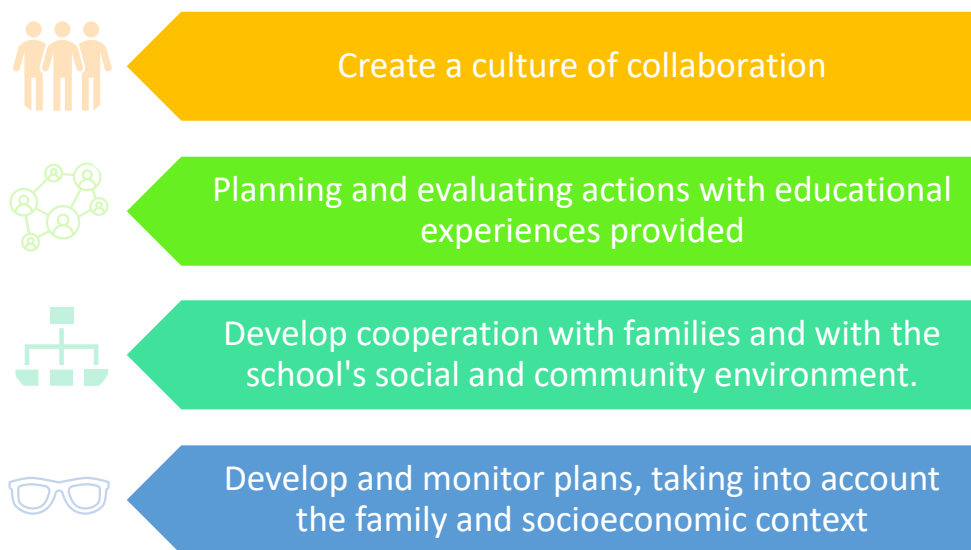 Create a culture of collaboration
Planning and evaluating actions with educational
experiences provided
Develop cooperation with families and with the
school's social and community environment.
Develop and monitor plans, taking into account
the family and socioeconomic context